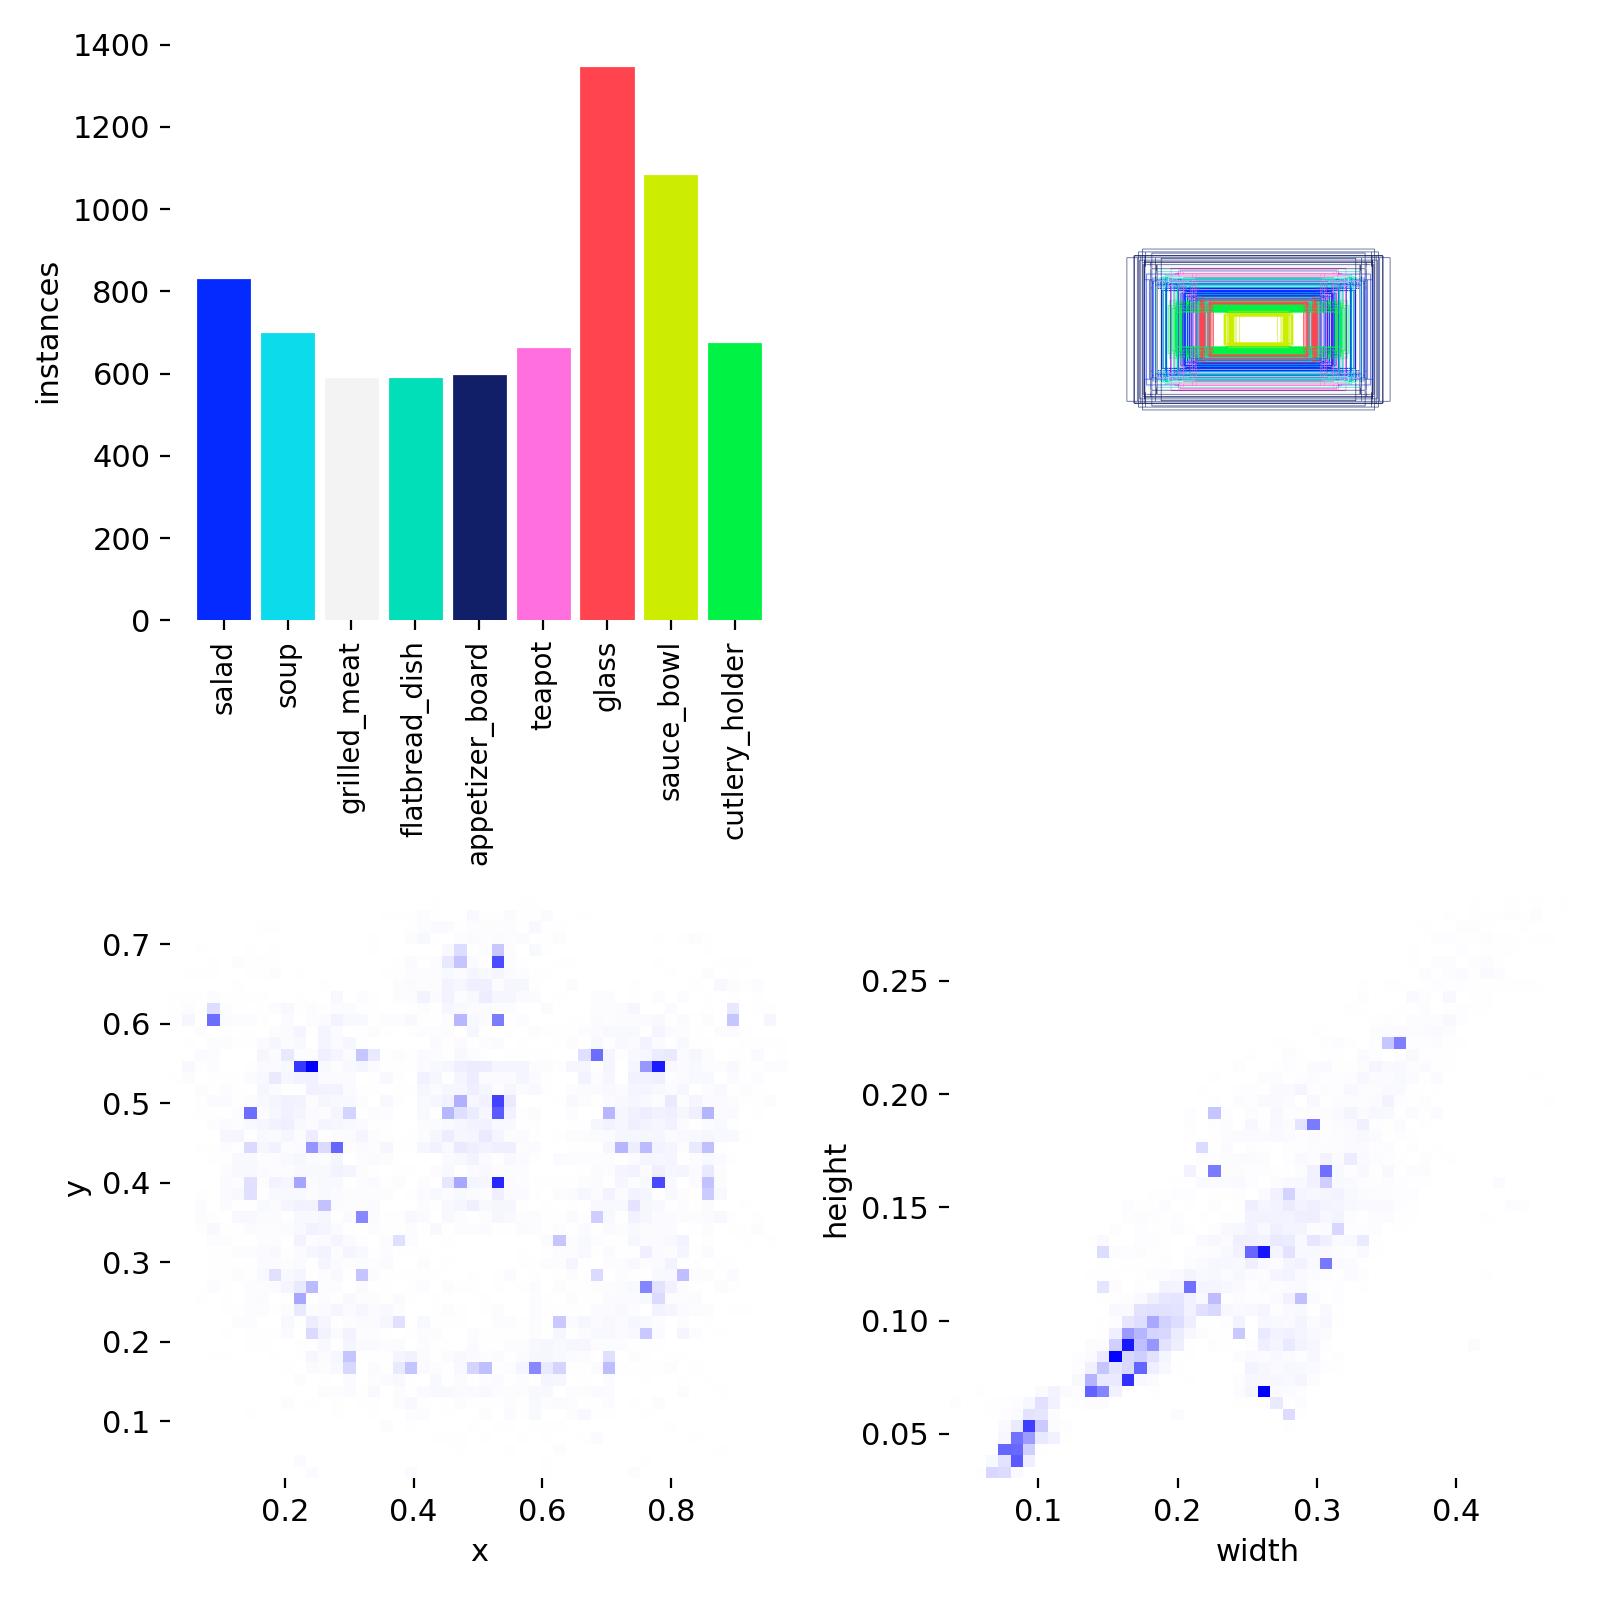 1400
1200
1000
800
600
400
200
0
instances
salad
soup
grilled_meat
flatbread_dish
appetizer_board
teapot
glass
sauce_bowl
cutlery_holder
0.7
0.6
0.5
0.4
0.3
0.2
0.1
y
0.2 0.4 0.6 0.8
x
0.25
0.20
0.15
0.10
0.05
height
0.1 0.2 0.3 0.4
width